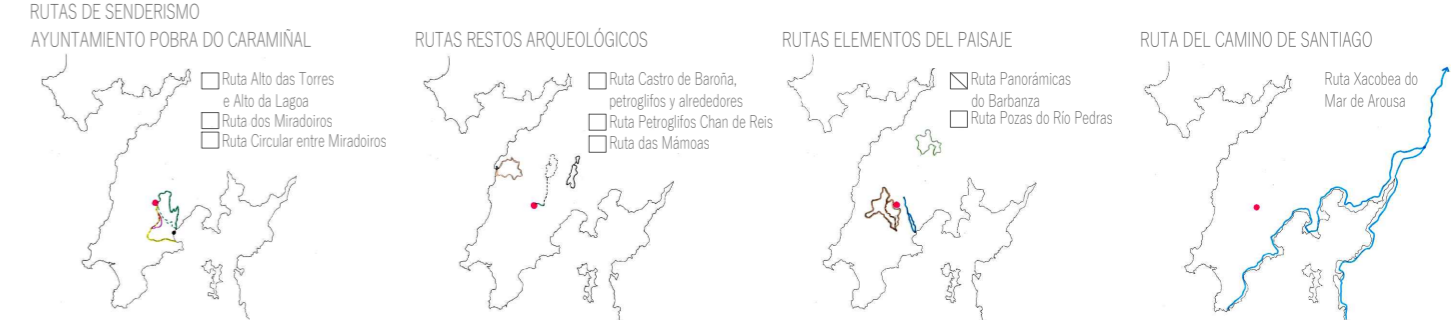 RUTAS DE SENDERISMO
AYUNTAMIENTO POBRA DO CARAMIÑAL
Ruta Alto das Torres
e Alto da Lagoa
Ruta dos Miradoiros
Ruta Circular entre Miradoiros
RUTAS RESTOS ARQUEOLÓGICOS
Ruta Castro de Baroña,
petroglifos y alrededores
Ruta Petroglifos Chan de Reis
Ruta das Mámoas
RUTAS ELEMENTOS DEL PAISAJE
Ruta Panorámicas
do Barbanza
Ruta Pozas do Río Pedras
RUTA DEL CAMINO DE SANTIAGO
Ruta Xacobea do
Mar de Arousa